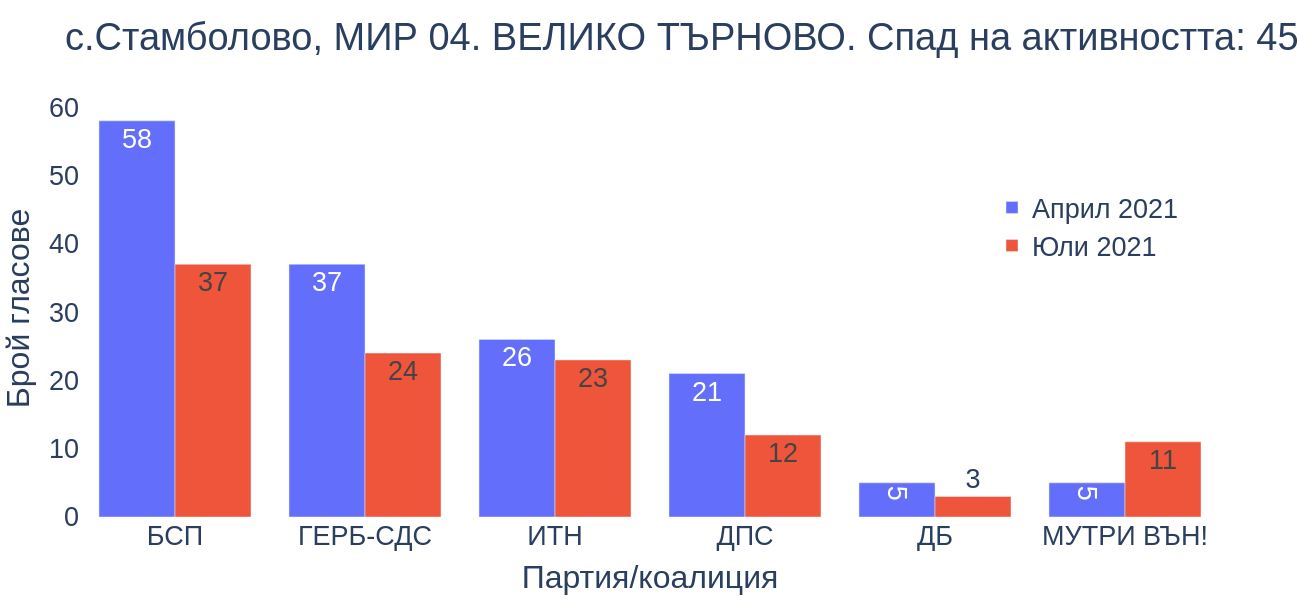 с.Стамболово, МИР 04. ВЕЛИКО ТЪРНОВО. Спад на активността: 45
60
50
40
30
20
10
0
Брой гласове
58
37
37
24
26
23
21
12
5
3
5
11
Април 2021
Юли 2021
БСП
ГЕРБ-СДС
ИТН
ДПС
ДБ
МУТРИ ВЪН!
Партия/коалиция